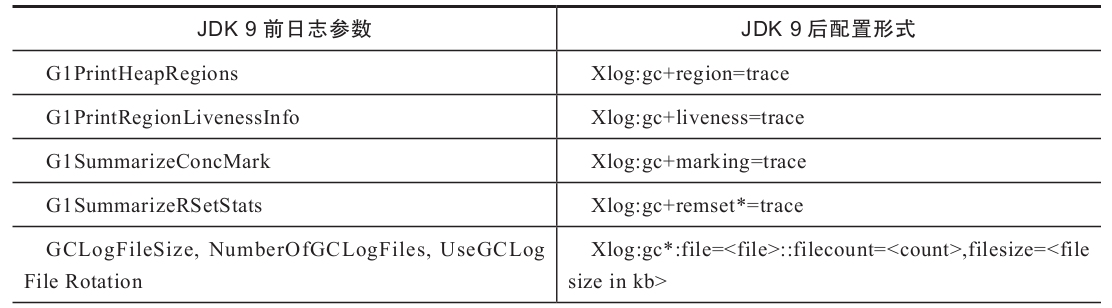 JDK 9 前日志参数
JDK 9 后配置形式
G1PrintHeapRegions
Xlog:gc+region=trace
G1PrintRegionLivenessInfo
Xlog:gc+liveness=trace
G1SummarizeConcMark
Xlog:gc+marking=trace
G1SummarizeRSetStats
Xlog:gc+remset*=trace
GCLogFileSize, NumberOfGCLogFiles, UseGCLog
File Rotation
Xlog:gc*:file=<file>::filecount=<count>,filesize=<file
size in kb>